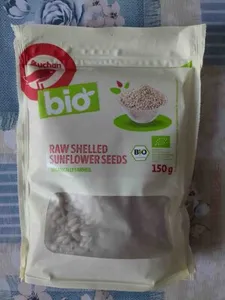 Auchan
bio
RAW SHELLED
SUNFLOWER SEEDS
150g
BIO